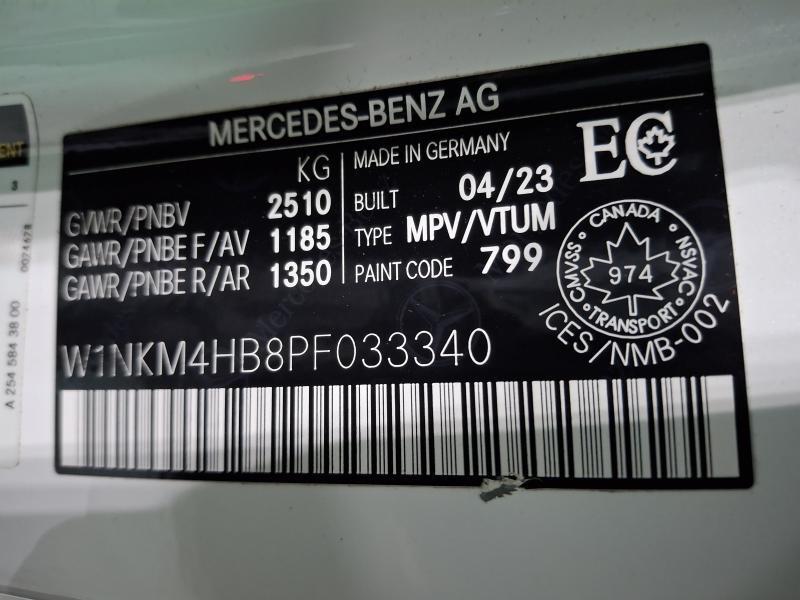 MERCEDES-BENZ AG
KG
GVWR/PNBV 2510
GAWR/PNBE F/AV 1185
GAWR/PNBE R/AR 1350
MADE IN GERMANY
BUILT 04/23
TYPE MPV/VTUM
PAINT CODE 799
EC
CANADA
CMVSS · NSVAC
974
TRANSPORT
ICES/NMB-002
W1NKM4HB8PF033340
ENT
A 254 584 38 00